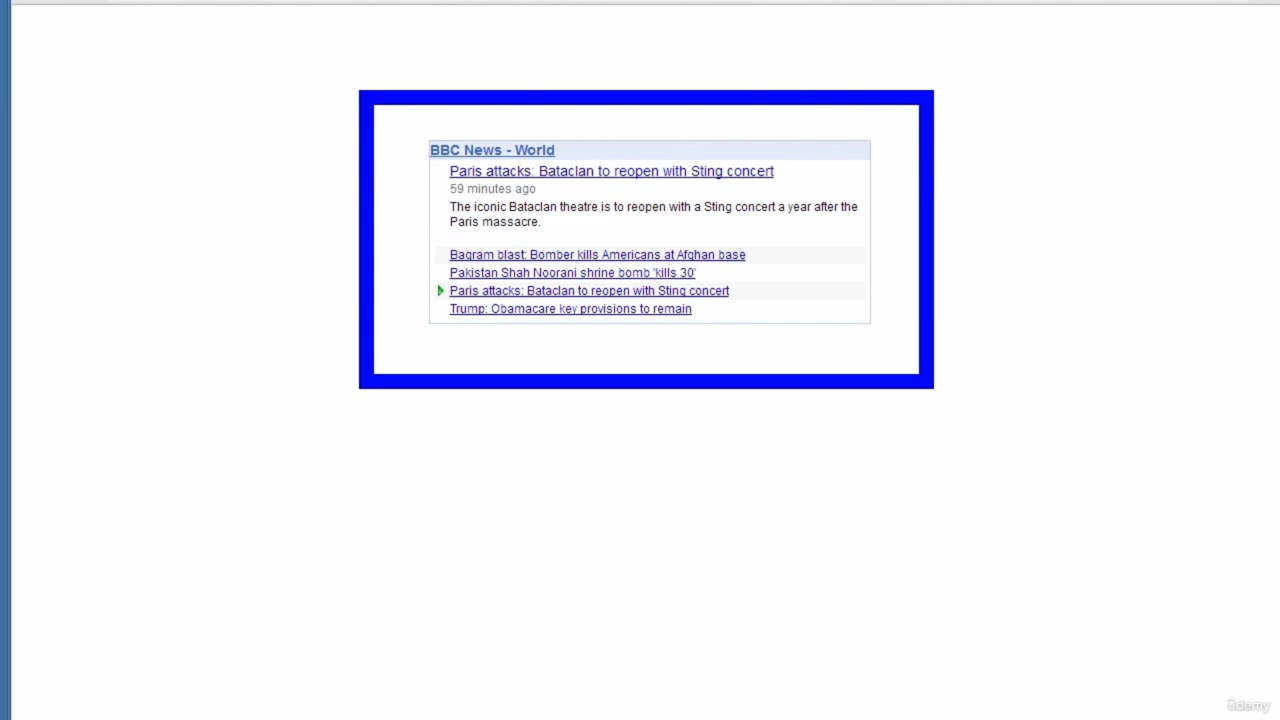 BBC News - World
Paris attacks: Bataclan to reopen with Sting concert
59 minutes ago
The iconic Bataclan theatre is to reopen with a Sting concert a year after the
Paris massacre.
Bagram blast: Bomber kills Americans at Afghan base
Pakistan Shah Noorani shrine bomb 'kills 30'
Paris attacks: Bataclan to reopen with Sting concert
Trump: Obamacare key provisions to remain
ûdemy